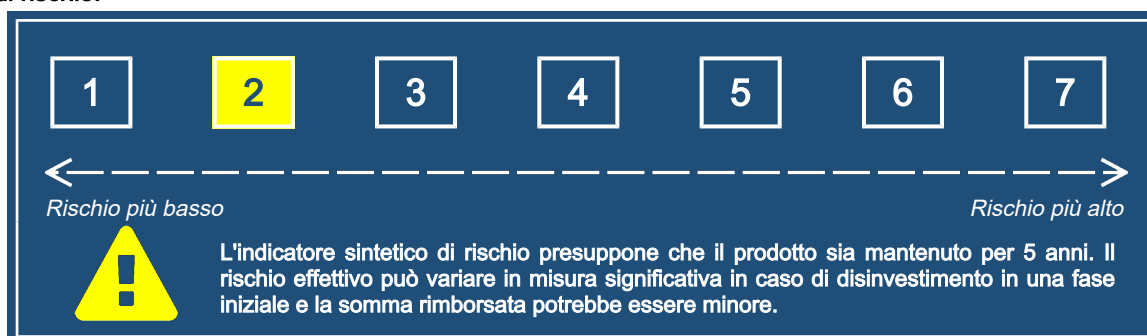 di rischio:
1 2 3 4 5 6 7
Rischio più basso Rischio più alto
L'indicatore sintetico di rischio presuppone che il prodotto sia mantenuto per 5 anni. Il
rischio effettivo può variare in misura significativa in caso di disinvestimento in una fase
iniziale e la somma rimborsata potrebbe essere minore.